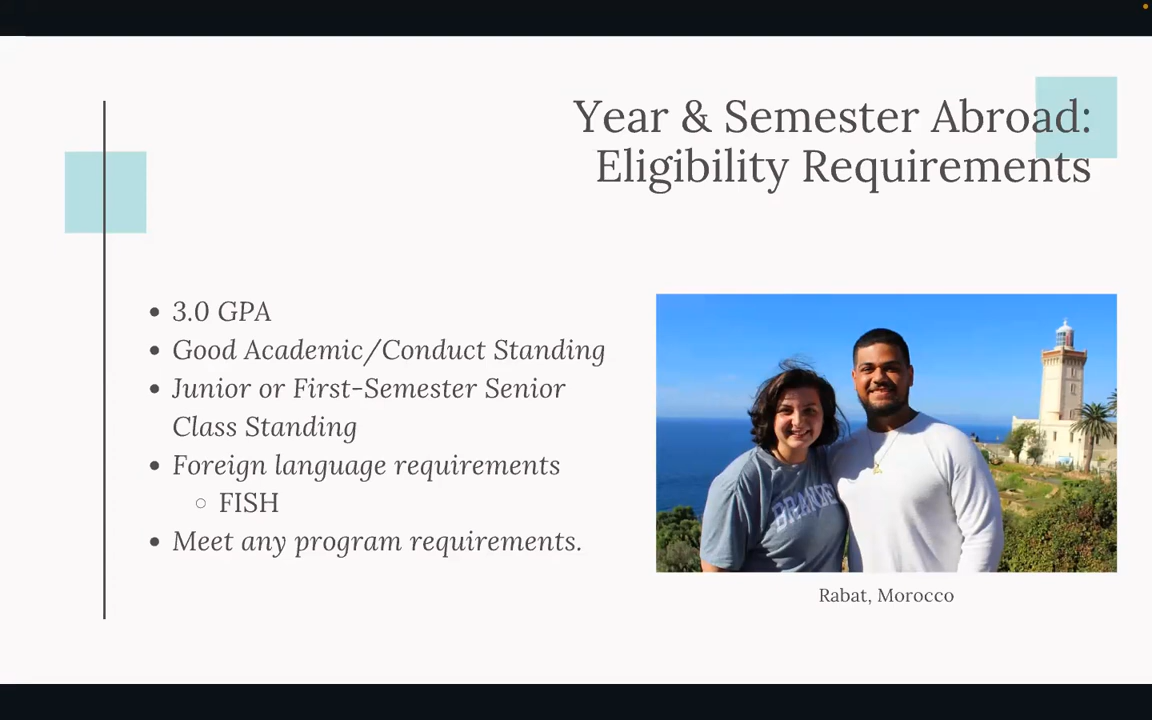 Year & Semester Abroad:
Eligibility Requirements
3.0 GPA
Good Academic/Conduct Standing
Junior or First-Semester Senior
Class Standing
Foreign language requirements
FISH
Meet any program requirements.
Rabat, Morocco